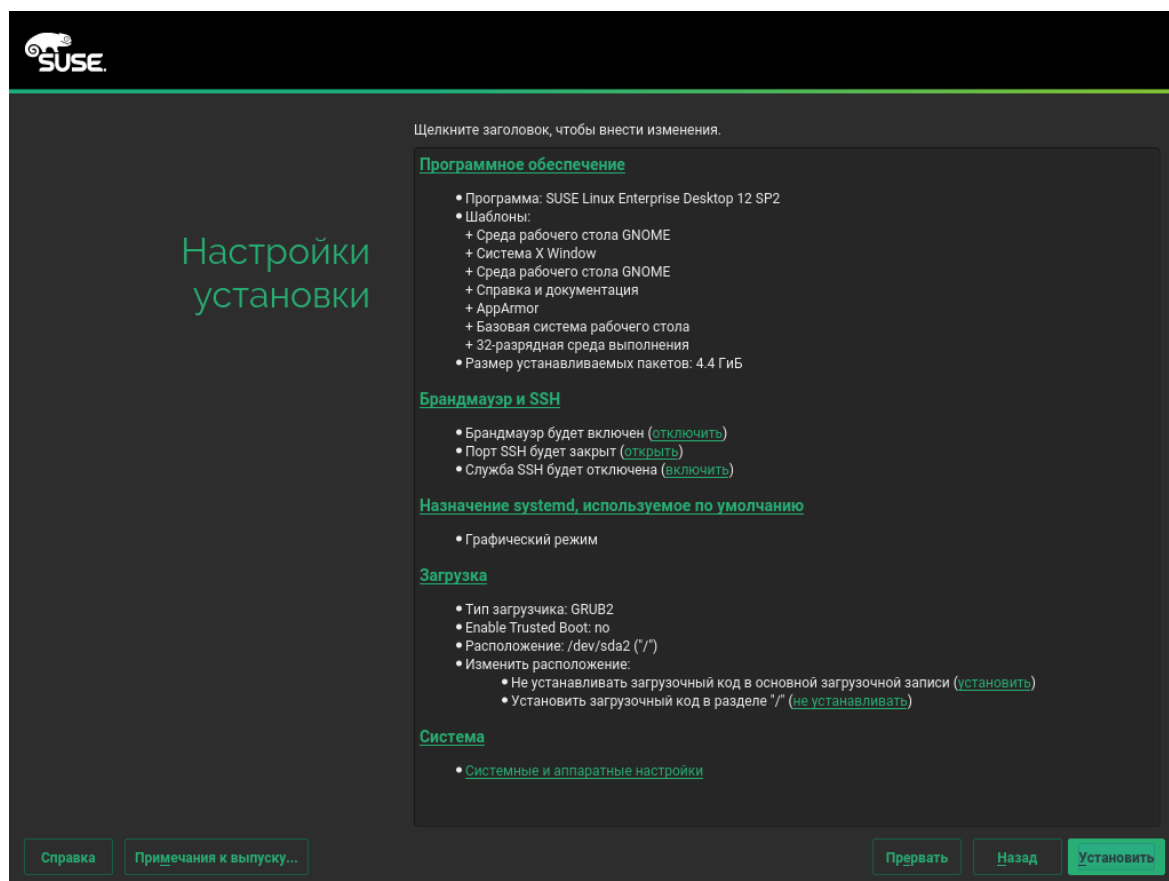 SUSE.
Щелкните заголовок, чтобы внести изменения.
Настройки
установки
Программное обеспечение
• Программа: SUSE Linux Enterprise Desktop 12 SP2
• Шаблоны:
+ Среда рабочего стола GNOME
+ Система X Window
+ Среда рабочего стола GNOME
+ Справка и документация
+ AppArmor
+ Базовая система рабочего стола
+ 32-разрядная среда выполнения
• Размер устанавливаемых пакетов: 4.4 ГиБ
Брандмауэр и SSH
• Брандмауэр будет включен (отключить)
• Порт SSH будет закрыт (открыть)
• Служба SSH будет отключена (включить)
Назначение systemd, используемое по умолчанию
• Графический режим
Загрузка
• Тип загрузчика: GRUB2
• Enable Trusted Boot: no
• Расположение: /dev/sda2 ("/")
• Изменить расположение:
• Не устанавливать загрузочный код в основной загрузочной записи (установить)
• Установить загрузочный код в разделе "/" (не устанавливать)
Система
• Системные и аппаратные настройки
Справка
Примечания к выпуску...
Прервать
Назад
Установить